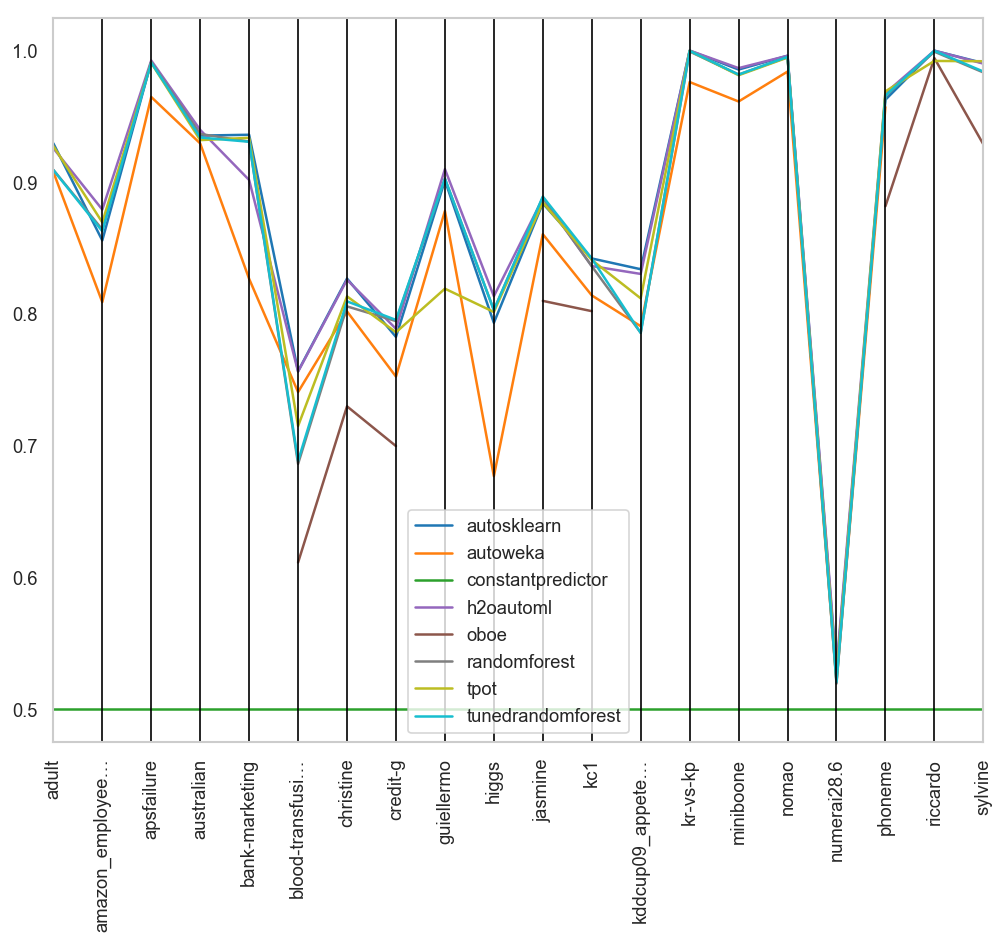 1.0
0.9
0.8
0.7
0.6
0.5
autosklearn
autoweka
constantpredictor
h2oautoml
oboe
randomforest
tpot
tunedrandomforest
adult
amazon_employee…
apsfailure
australian
bank-marketing
blood-transfusi…
christine
credit-g
guiellermo
higgs
jasmine
kc1
kddcup09_appete…
kr-vs-kp
miniboone
nomao
numerai28.6
phoneme
riccardo
sylvine